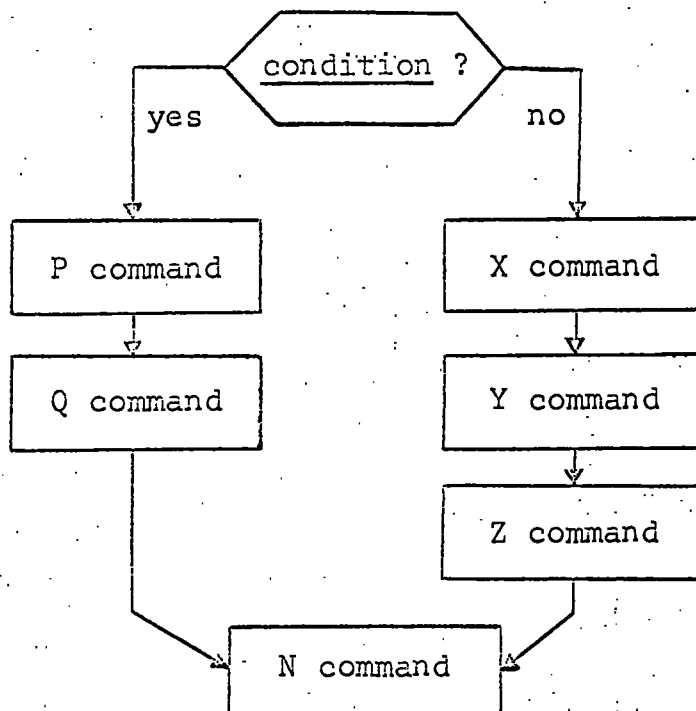 condition ?
yes
no
P command
X command
Q command
Y command
Z command
N command